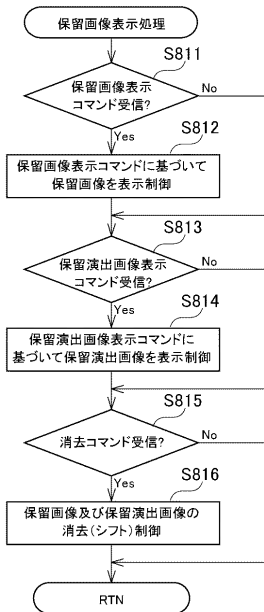 保留画像表示処理
S811
保留画像表示
コマンド受信?
No
Yes
S812
保留画像表示コマンドに基づいて
保留画像を表示制御
S813
保留演出画像表示
コマンド受信?
No
Yes
S814
保留演出画像表示コマンドに
基づいて保留演出画像を表示制御
S815
消去コマンド受信?
No
Yes
S816
保留画像及び保留演出画像の
消去(シフト)制御
RTN